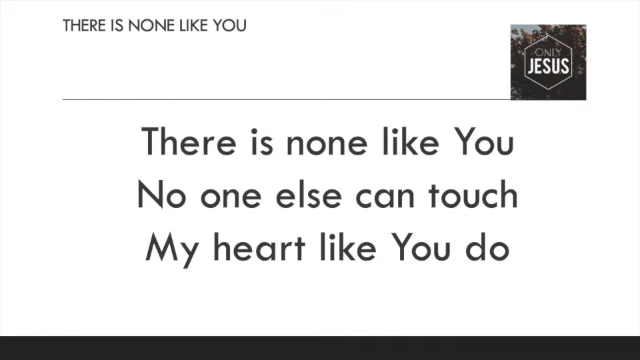 THERE IS NONE LIKE YOU
ONLY
JESUS
There is none like You
No one else can touch
My heart like You do